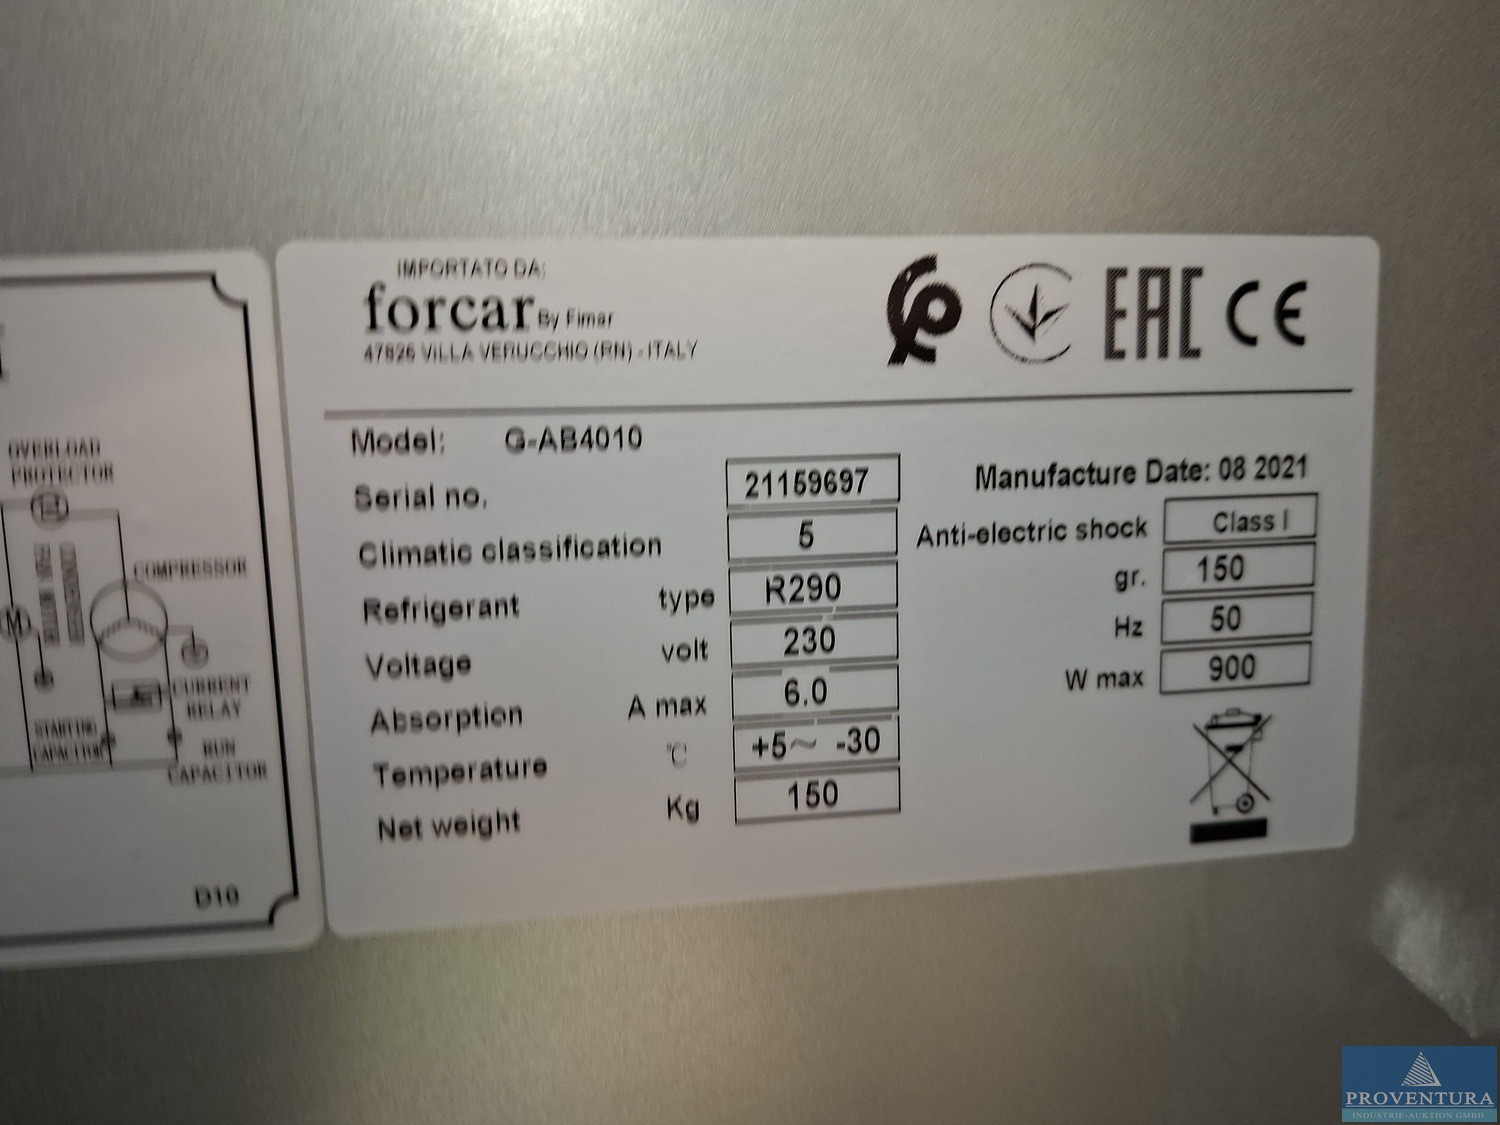 OVERLOAD
PROTECTOR
CONDENSER
FAN MOTOR
COMPRESSOR
M
CURRENT
RELAY
STARTING
CAPACITOR
RUN
CAPACITOR
D10
IMPORTATO DA:
forcar By Fimar
47826 VILLA VERUCCHIO (RN) - ITALY
EAC CE
Model: G-AB4010
Serial no. 21159697 Manufacture Date: 08 2021
Climatic classification 5 Anti-electric shock Class I
Refrigerant type R290 gr. 150
Voltage volt 230 Hz 50
Absorption A max 6.0 W max 900
Temperature ℃ +5～ -30
Net weight Kg 150
PROVENTURA
INDUSTRIE-AUKTION GMBH